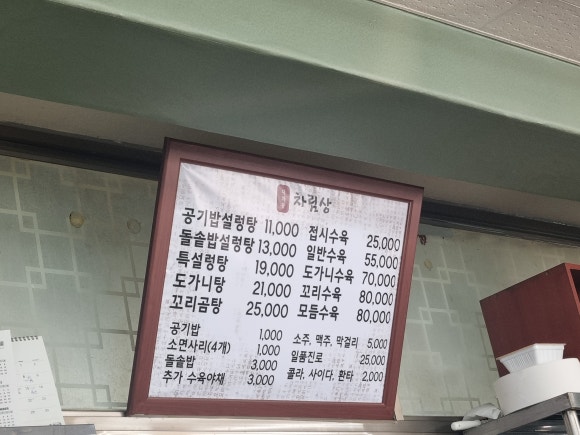 차림상
공기밥설렁탕 11,000
돌솥밥설렁탕 13,000
특설렁탕 19,000
도가니탕 21,000
꼬리곰탕 25,000
접시수육 25,000
일반수육 55,000
도가니수육 70,000
꼬리수육 80,000
모듬수육 80,000
공기밥 1,000
소면사리(4개) 1,000
돌솥밥 3,000
추가 수육야채 3,000
소주, 맥주, 막걸리 5,000
일품진로 25,000
콜라, 사이다, 환타 2,000